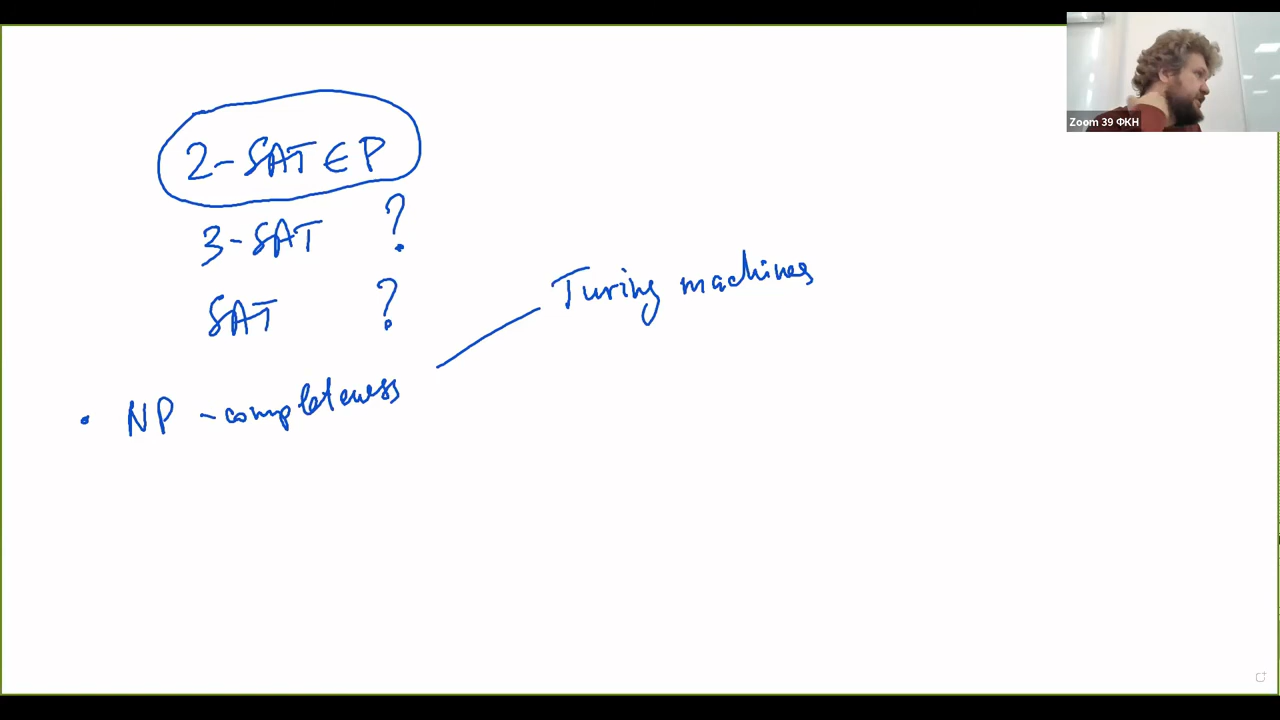 2-SAT ∈ P
3-SAT ?
SAT ?
Turing machines
• NP - completeness
Zoom 39 ФКН